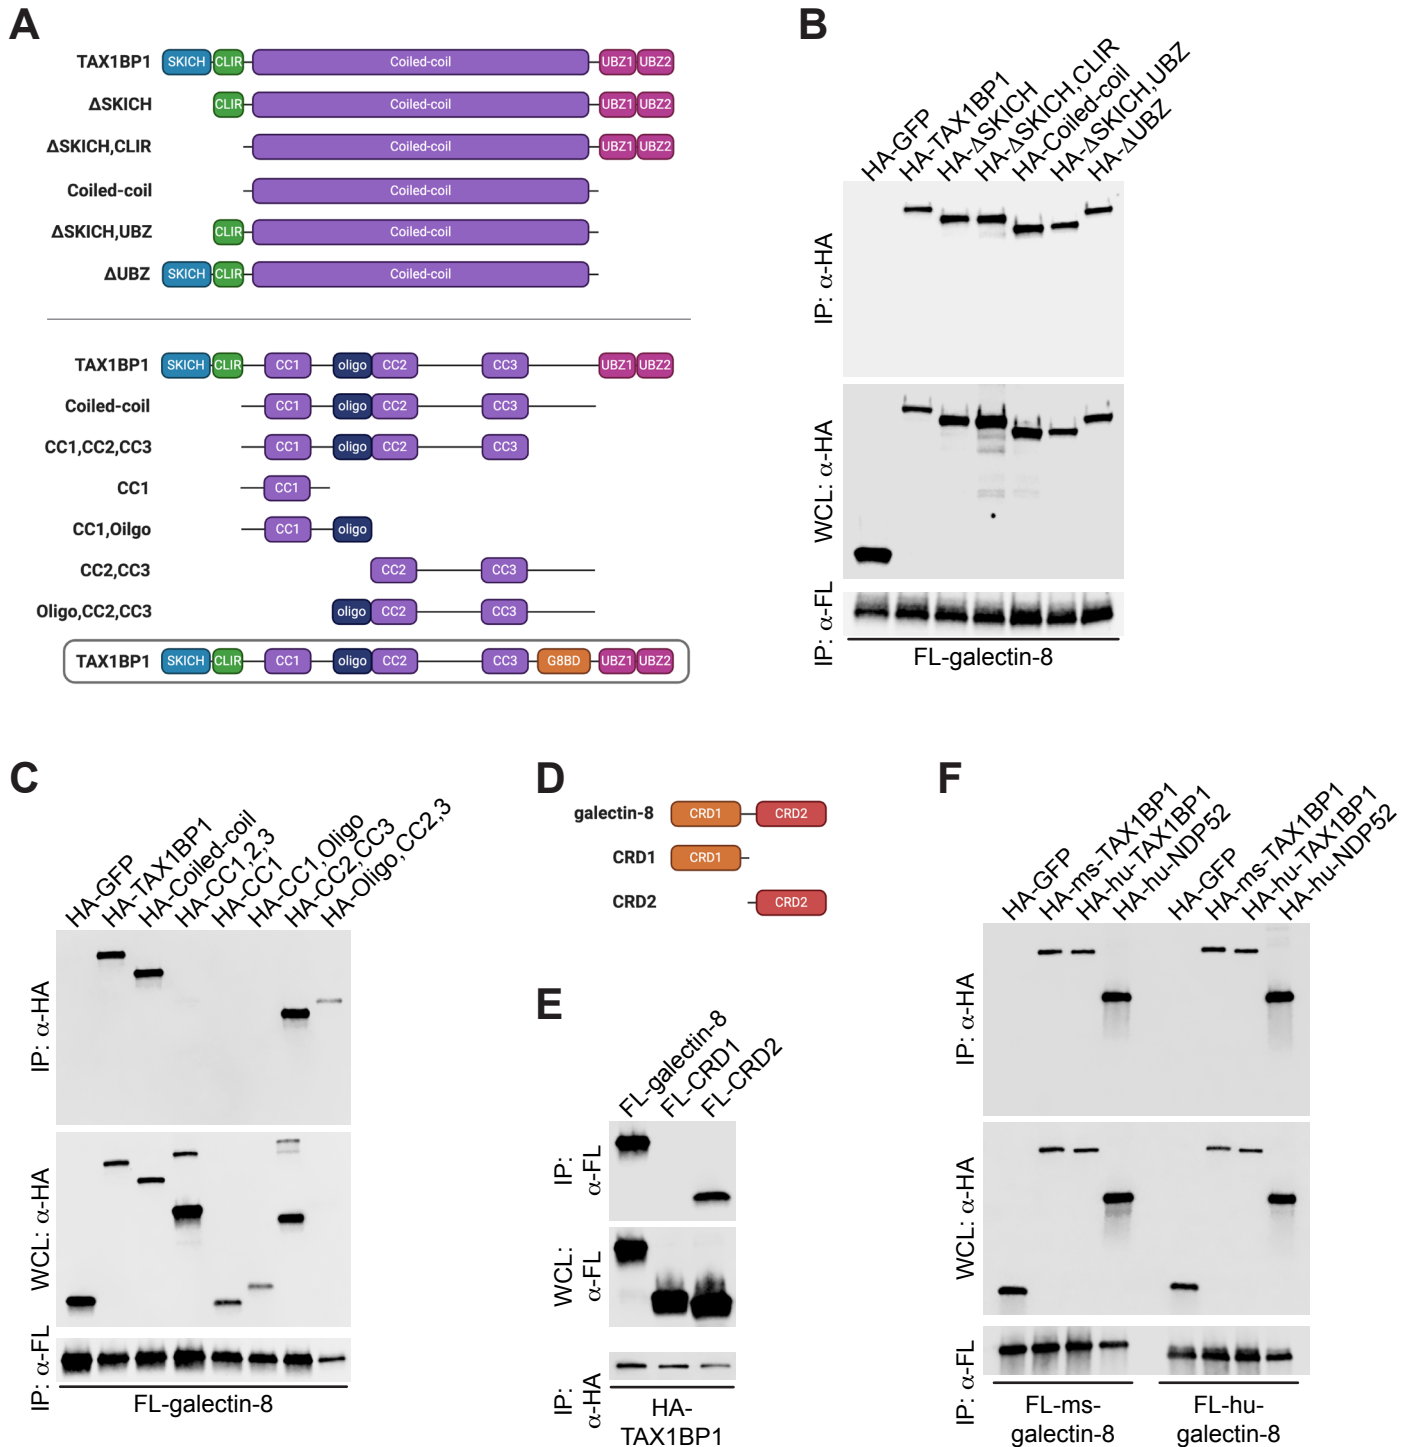 A
TAX1BP1 SKICH CLIR Coiled-coil UBZ1 UBZ2
ΔSKICH CLIR Coiled-coil UBZ1 UBZ2
ΔSKICH,CLIR Coiled-coil UBZ1 UBZ2
Coiled-coil Coiled-coil
ΔSKICH,UBZ CLIR Coiled-coil
ΔUBZ SKICH CLIR Coiled-coil
TAX1BP1 SKICH CLIR CC1 oligo CC2 CC3 UBZ1 UBZ2
Coiled-coil CC1 oligo CC2 CC3
CC1,CC2,CC3 CC1 oligo CC2 CC3
CC1 CC1
CC1,Oilgo CC1 oligo
CC2,CC3 CC2 CC3
Oligo,CC2,CC3 oligo CC2 CC3
TAX1BP1 SKICH CLIR CC1 oligo CC2 CC3 G8BD UBZ1 UBZ2
B
HA-GFP
HA-TAX1BP1
HA-ΔSKICH
HA-ΔSKICH,CLIR
HA-Coiled-coil
HA-ΔSKICH,UBZ
HA-ΔUBZ
IP: α-HA
WCL: α-HA
IP: α-FL
FL-galectin-8
C
HA-GFP
HA-TAX1BP1
HA-Coiled-coil
HA-CC1,2,3
HA-CC1
HA-CC1,Oligo
HA-CC2,CC3
HA-Oligo,CC2,3
IP: α-HA
WCL: α-HA
IP: α-FL
FL-galectin-8
D
galectin-8 CRD1 CRD2
CRD1 CRD1
CRD2 CRD2
E
FL-galectin-8
FL-CRD1
FL-CRD2
IP:
α-FL
WCL:
α-FL
IP:
α-HA
HA-
TAX1BP1
F
HA-GFP
HA-ms-TAX1BP1
HA-hu-TAX1BP1
HA-hu-NDP52
HA-GFP
HA-ms-TAX1BP1
HA-hu-TAX1BP1
HA-hu-NDP52
IP: α-HA
WCL: α-HA
IP: α-FL
FL-ms-
galectin-8
FL-hu-
galectin-8